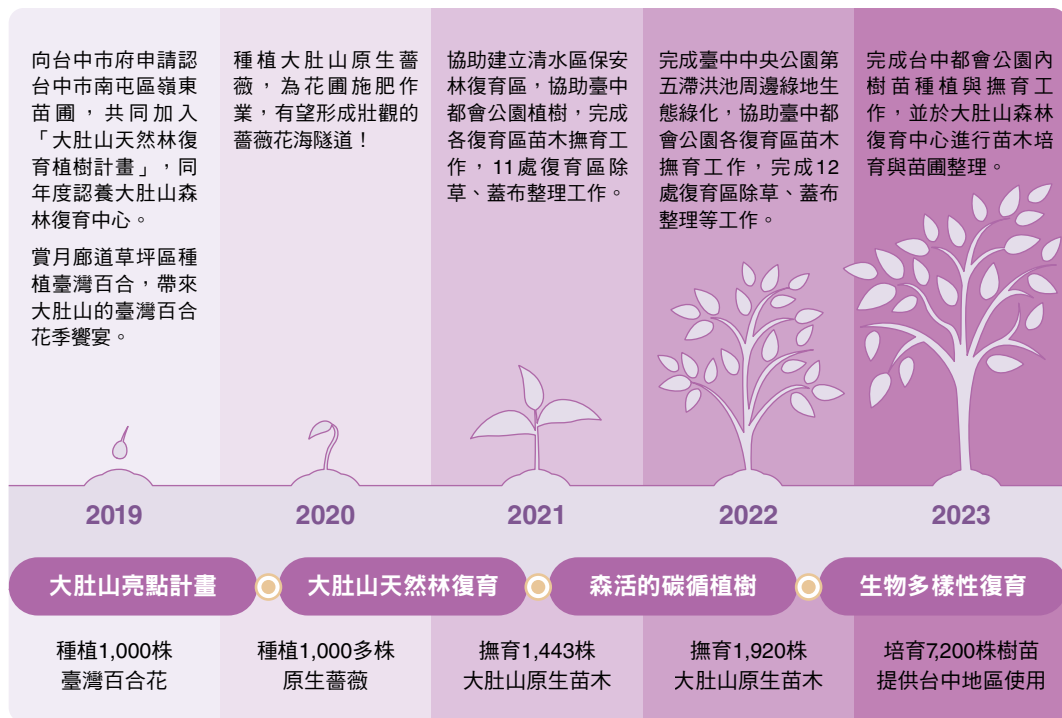 向台中市府申請認
台中市南屯區嶺東
苗圃，共同加入
「大肚山天然林復
育植樹計畫」，同
年度認養大肚山森
林復育中心。
賞月廊道草坪區種
植臺灣百合，帶來
大肚山的臺灣百合
花季饗宴。
種植大肚山原生薔
薇，為花圃施肥作
業，有望形成壯觀的
薔薇花海隧道！
協助建立清水區保安
林復育區，協助臺中
都會公園植樹，完成
各復育區苗木撫育工
作，11處復育區除
草、蓋布整理工作。
完成臺中中央公園第
五滯洪池周邊綠地生
態綠化，協助臺中都
會公園各復育區苗木
撫育工作，完成12
處復育區除草、蓋布
整理等工作。
完成台中都會公園內
樹苗種植與撫育工
作，並於大肚山森林
復育中心進行苗木培
育與苗圃整理。
2019
2020
2021
2022
2023
大肚山亮點計畫
大肚山天然林復育
森活的碳循植樹
生物多樣性復育
種植1,000株
臺灣百合花
種植1,000多株
原生薔薇
撫育1,443株
大肚山原生苗木
撫育1,920株
大肚山原生苗木
培育7,200株樹苗
提供台中地區使用